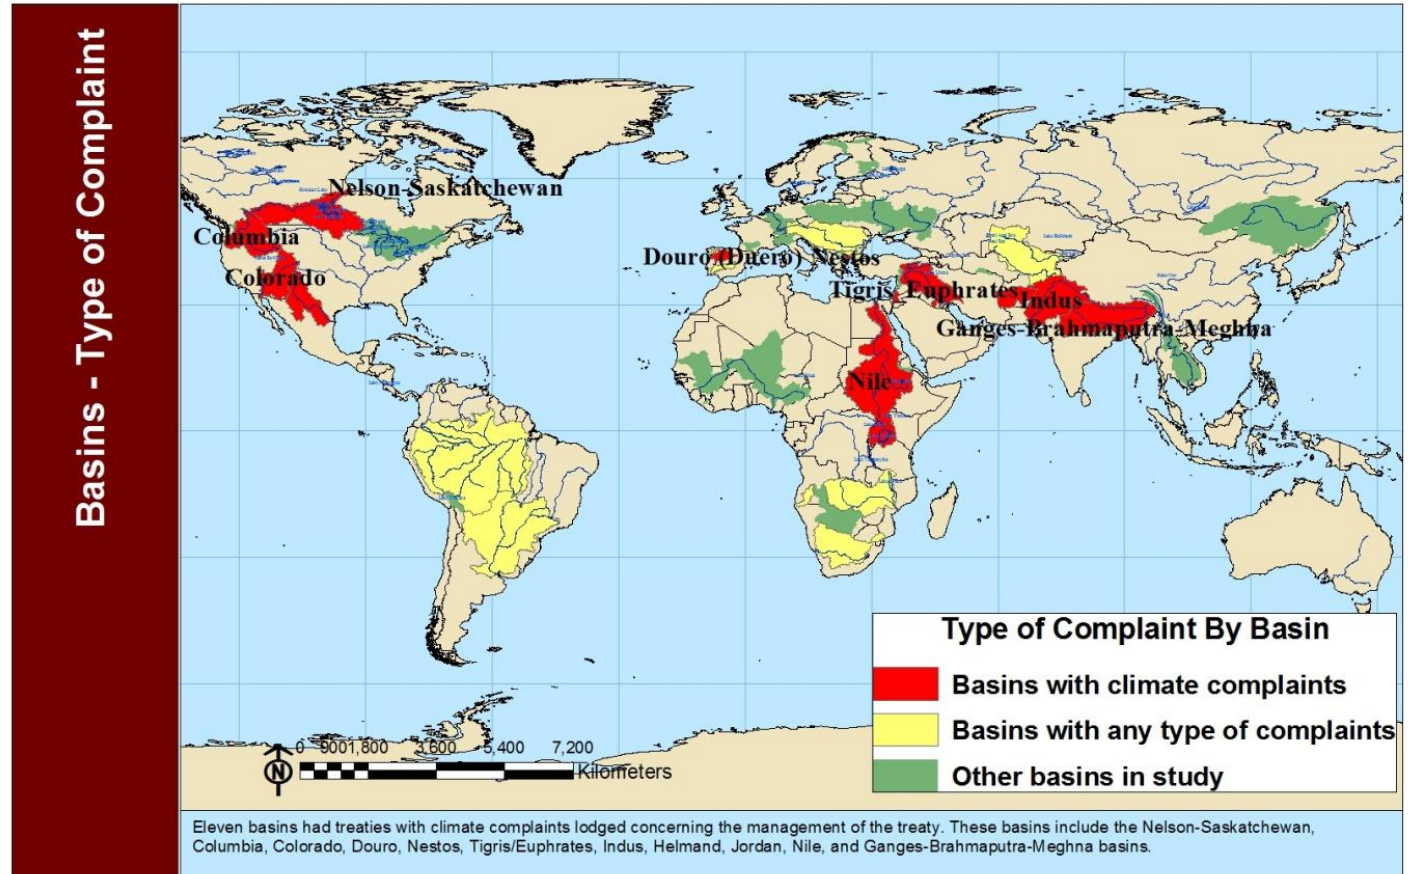 Basins - Type of Complaint
Nelson-Saskatchewan
Columbia
Colorado
Douro (Duero) Nestos
Tigris Euphrates Indus
Ganges-Brahmaputra-Meghna
Nile
Type of Complaint By Basin
Basins with climate complaints
Basins with any type of complaints
Other basins in study
0 900 1,800 3,600 5,400 7,200
Kilometers
N
Eleven basins had treaties with climate complaints lodged concerning the management of the treaty. These basins include the Nelson-Saskatchewan,
Columbia, Colorado, Douro, Nestos, Tigris/Euphrates, Indus, Helmand, Jordan, Nile, and Ganges-Brahmaputra-Meghna basins.